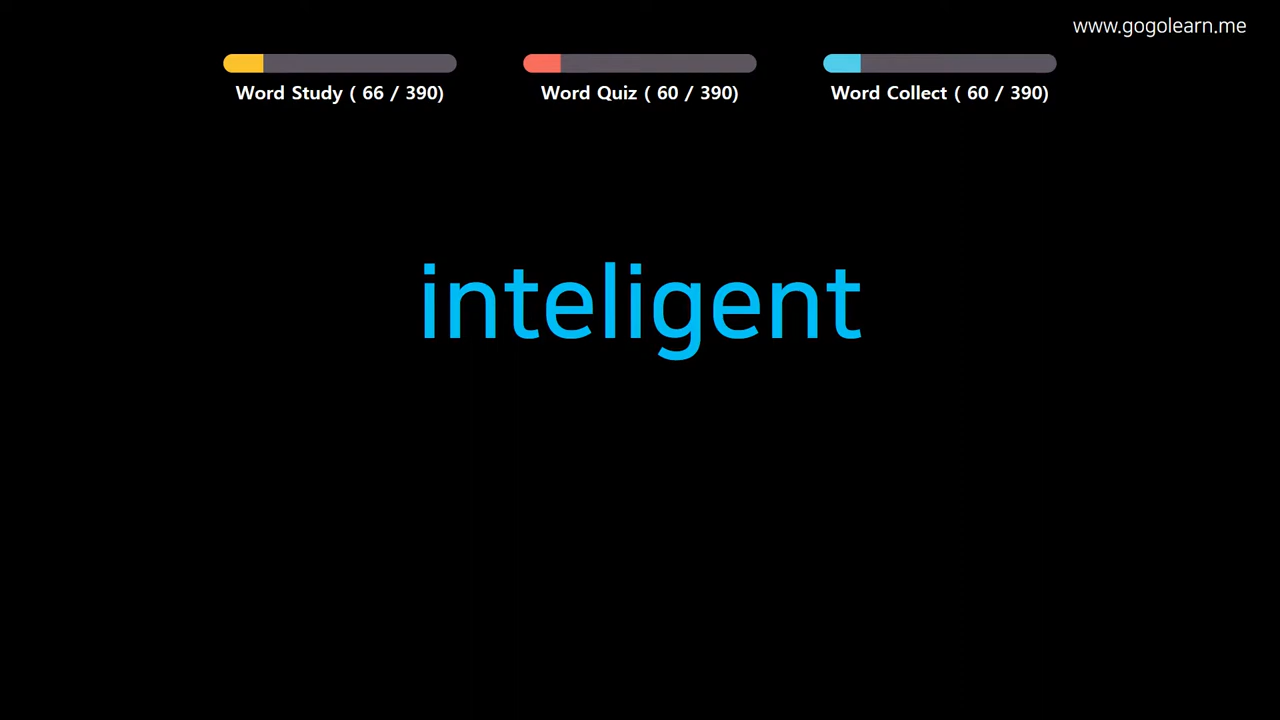 www.gogolearn.me
Word Study ( 66 / 390)
Word Quiz ( 60 / 390)
Word Collect ( 60 / 390)
inteligent